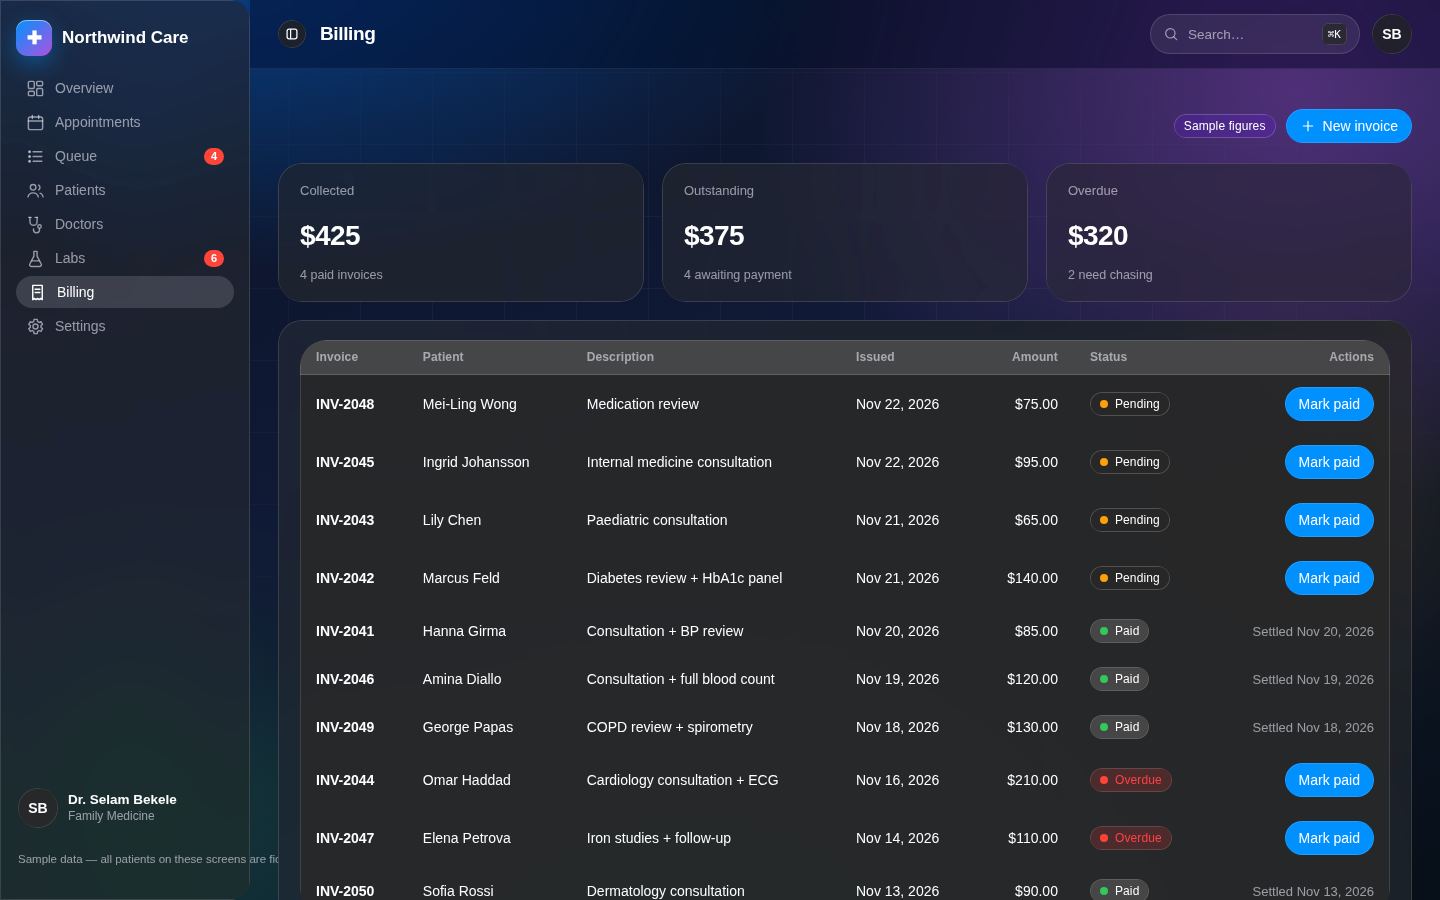 Northwind Care
Overview
Appointments
Queue 4
Patients
Doctors
Labs 6
Billing
Settings
SB
Dr. Selam Bekele
Family Medicine
Sample data — all patients on these screens are fic
Billing
Search…
⌘K
SB
Sample figures
New invoice
Collected
$425
4 paid invoices
Outstanding
$375
4 awaiting payment
Overdue
$320
2 need chasing
Invoice Patient Description Issued Amount Status Actions
INV-2048 Mei-Ling Wong Medication review Nov 22, 2026 $75.00 Pending Mark paid
INV-2045 Ingrid Johansson Internal medicine consultation Nov 22, 2026 $95.00 Pending Mark paid
INV-2043 Lily Chen Paediatric consultation Nov 21, 2026 $65.00 Pending Mark paid
INV-2042 Marcus Feld Diabetes review + HbA1c panel Nov 21, 2026 $140.00 Pending Mark paid
INV-2041 Hanna Girma Consultation + BP review Nov 20, 2026 $85.00 Paid Settled Nov 20, 2026
INV-2046 Amina Diallo Consultation + full blood count Nov 19, 2026 $120.00 Paid Settled Nov 19, 2026
INV-2049 George Papas COPD review + spirometry Nov 18, 2026 $130.00 Paid Settled Nov 18, 2026
INV-2044 Omar Haddad Cardiology consultation + ECG Nov 16, 2026 $210.00 Overdue Mark paid
INV-2047 Elena Petrova Iron studies + follow-up Nov 14, 2026 $110.00 Overdue Mark paid
INV-2050 Sofia Rossi Dermatology consultation Nov 13, 2026 $90.00 Paid Settled Nov 13, 2026